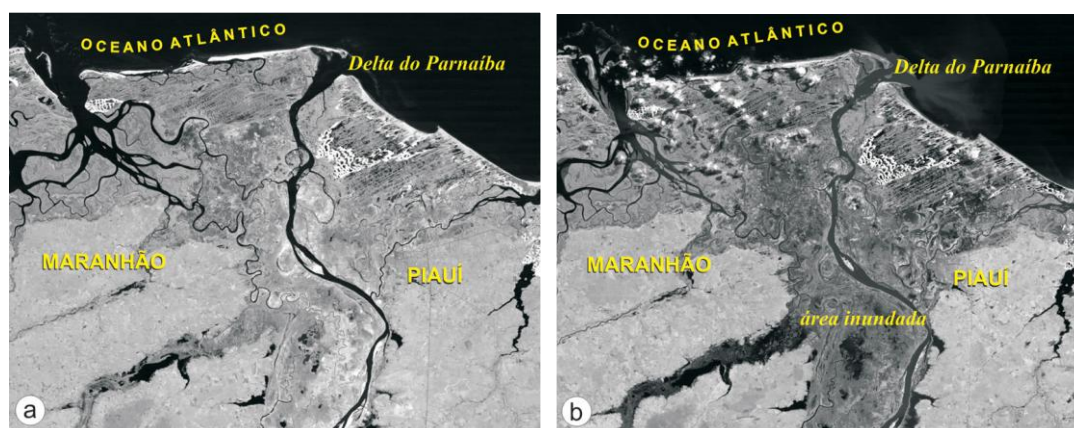 OCEANO ATLÂNTICO
Delta do Parnaíba
MARANHÃO
PIAUÍ
a
OCEANO ATLÂNTICO
Delta do Parnaíba
MARANHÃO
PIAUÍ
área inundada
b